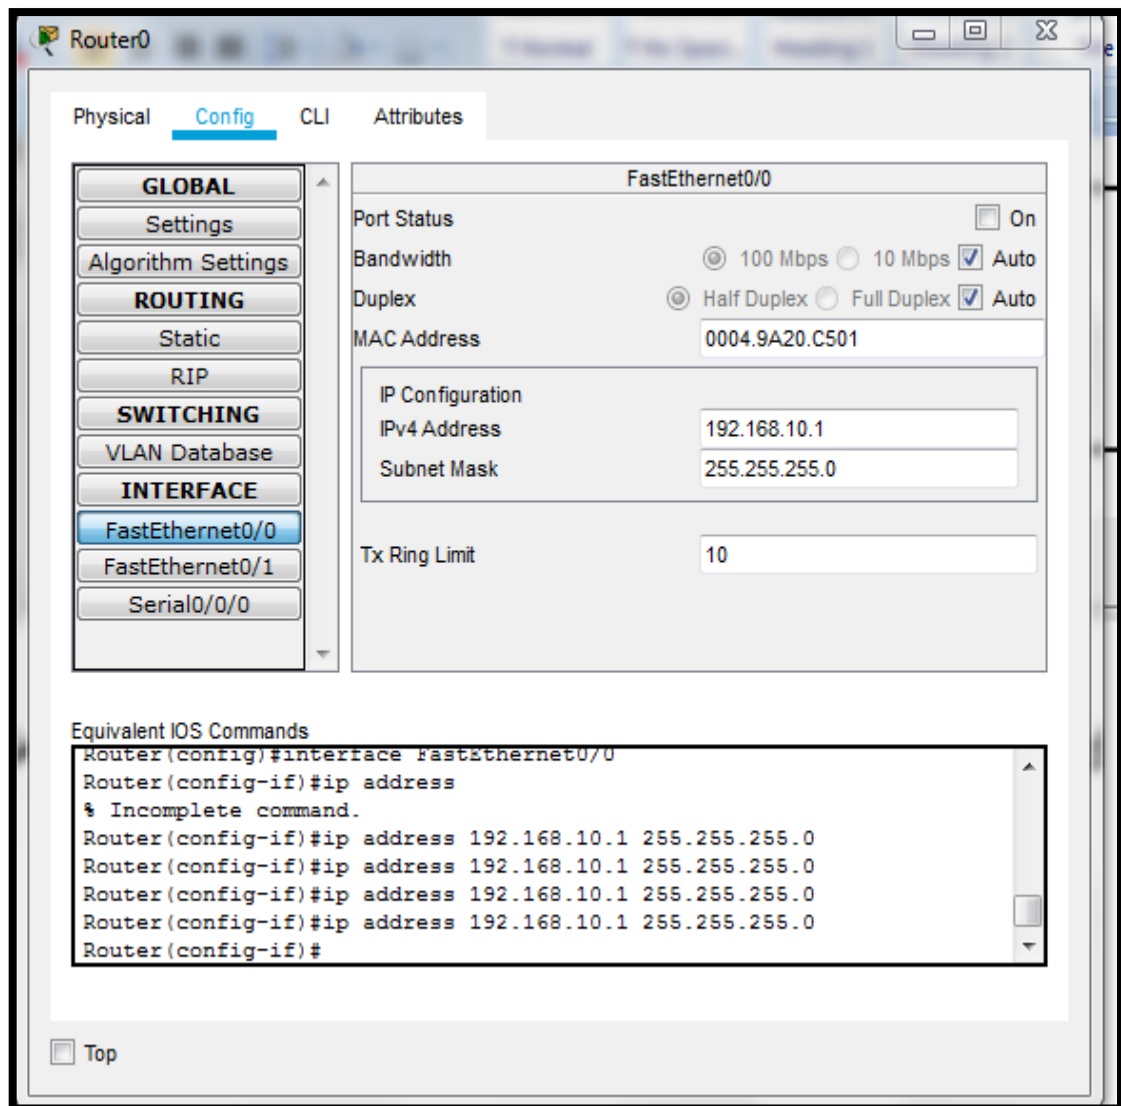 Router0
Physical Config CLI Attributes
GLOBAL
Settings
Algorithm Settings
ROUTING
Static
RIP
SWITCHING
VLAN Database
INTERFACE
FastEthernet0/0
FastEthernet0/1
Serial0/0/0
FastEthernet0/0
Port Status On
Bandwidth 100 Mbps 10 Mbps Auto
Duplex Half Duplex Full Duplex Auto
MAC Address 0004.9A20.C501
IP Configuration
IPv4 Address 192.168.10.1
Subnet Mask 255.255.255.0
Tx Ring Limit 10
Equivalent IOS Commands
Router(config)#interface FastEthernet0/0
Router(config-if)#ip address
% Incomplete command.
Router(config-if)#ip address 192.168.10.1 255.255.255.0
Router(config-if)#ip address 192.168.10.1 255.255.255.0
Router(config-if)#ip address 192.168.10.1 255.255.255.0
Router(config-if)#ip address 192.168.10.1 255.255.255.0
Router(config-if)#
Top